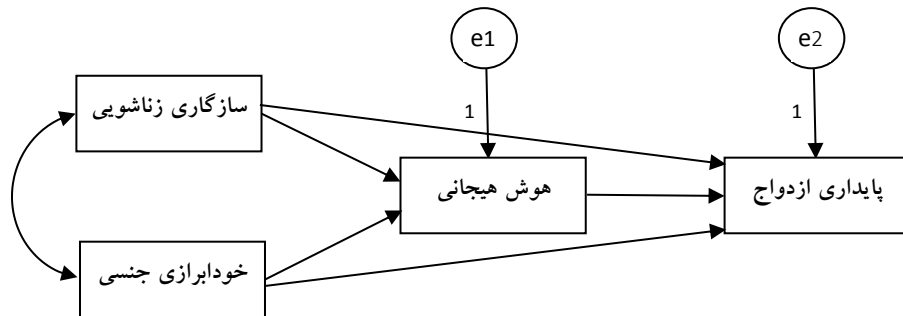 e1
e2
سازگاری زناشویی
1
1
هوش هیجانی
پایداری ازدواج
خودابرازی جنسی